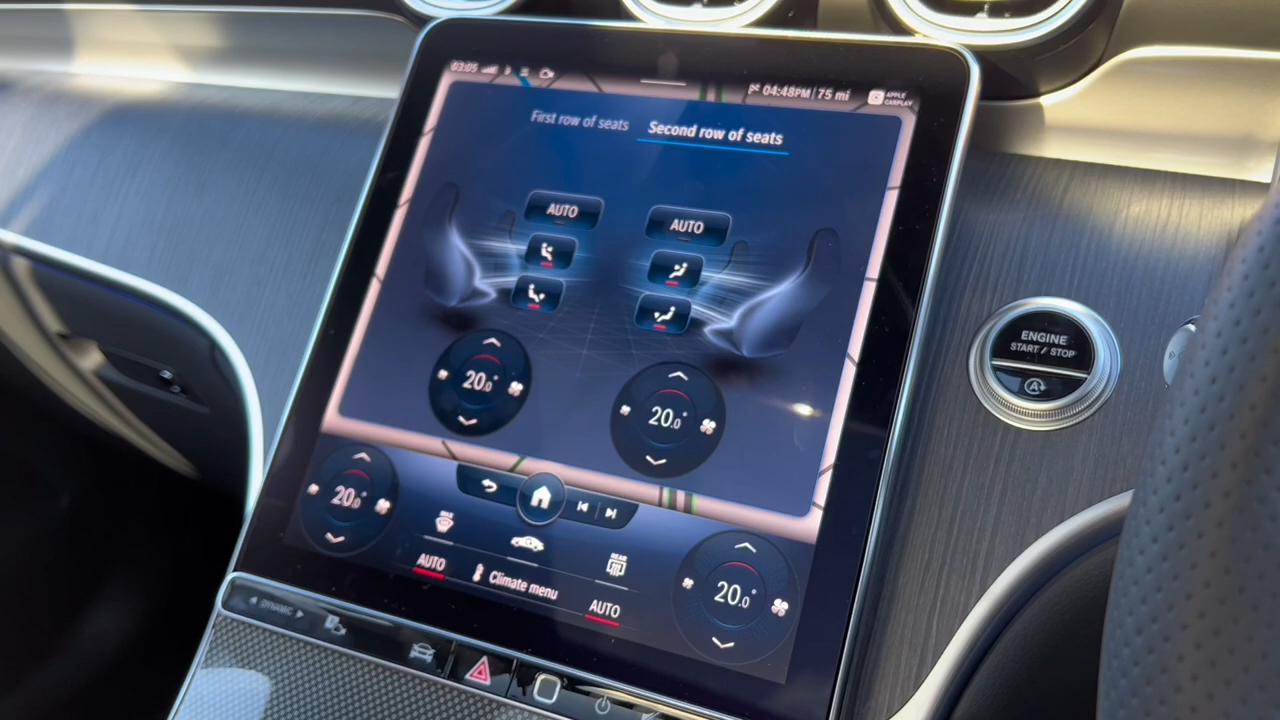 03:05
04:48PM | 75 mi
APPLE
CARPLAY
First row of seats
Second row of seats
AUTO
AUTO
20.0°
20.0°
ENGINE
START / STOP
A
20.0°
MAX
REAR
AUTO
Climate menu
AUTO
20.0°
DYNAMIC